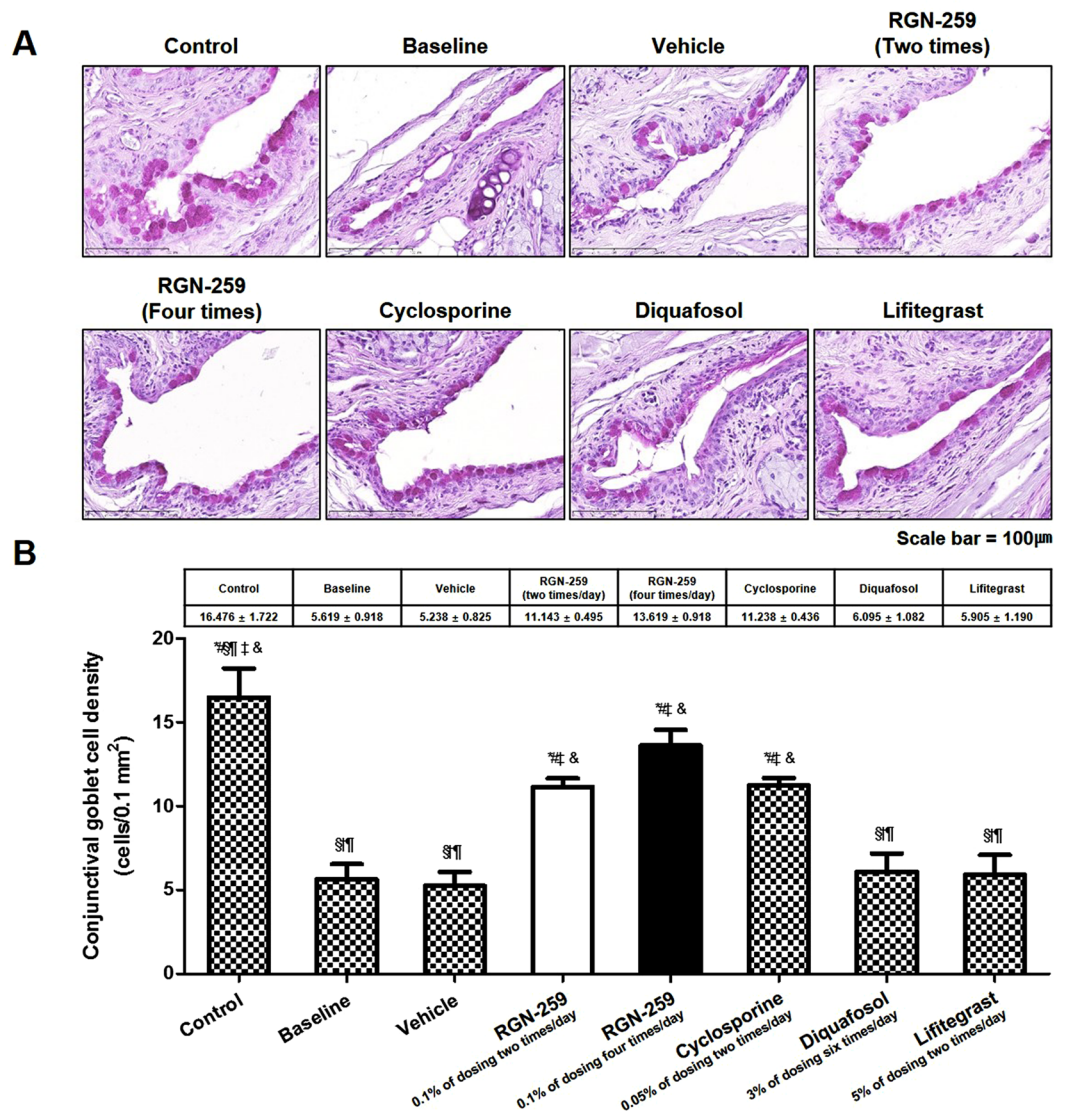 A
Control
Baseline
Vehicle
RGN-259
(Two times)
RGN-259
(Four times)
Cyclosporine
Diquafosol
Lifitegrast
Scale bar = 100㎛
B
Control
Baseline
Vehicle
RGN-259
(two times/day)
RGN-259
(four times/day)
Cyclosporine
Diquafosol
Lifitegrast
16.476 ± 1.722
5.619 ± 0.918
5.238 ± 0.825
11.143 ± 0.495
13.619 ± 0.918
11.238 ± 0.436
6.095 ± 1.082
5.905 ± 1.190
Conjunctival goblet cell density
(cells/0.1 mm²)
20
15
10
5
0
*#§¶ ‡ &
§†¶
§†¶
*#‡ &
*#‡ &
*#‡ &
§†¶
§†¶
Control
Baseline
Vehicle
RGN-259
0.1% of dosing two times/day
RGN-259
0.1% of dosing four times/day
Cyclosporine
0.05% of dosing two times/day
Diquafosol
3% of dosing six times/day
Lifitegrast
5% of dosing two times/day